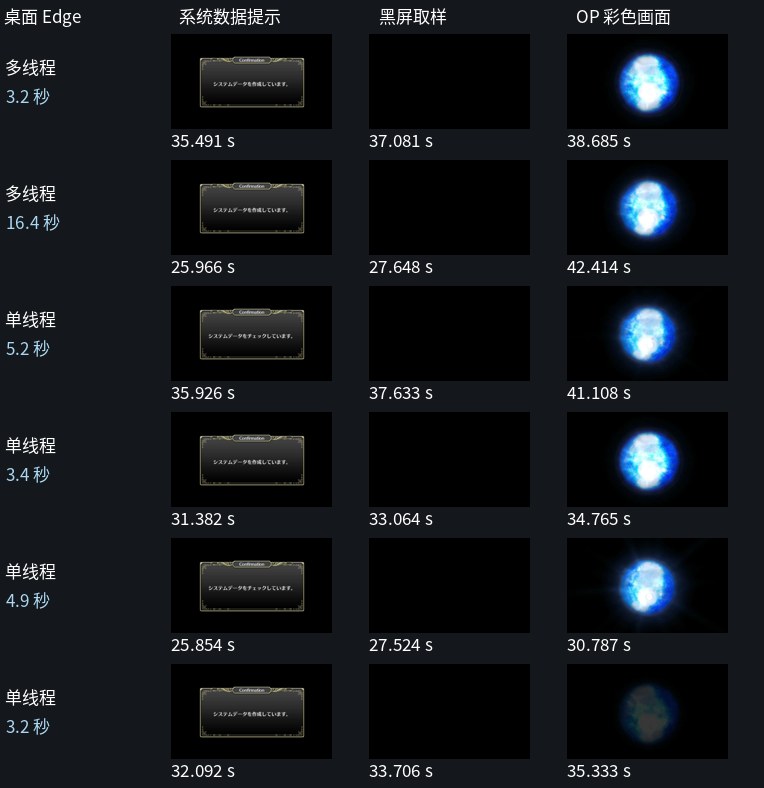 桌面 Edge
系统数据提示
黑屏取样
OP 彩色画面
多线程
3.2 秒
Confirmation
システムデータを作成しています。
35.491 s
37.081 s
38.685 s
多线程
16.4 秒
Confirmation
システムデータを作成しています。
25.966 s
27.648 s
42.414 s
单线程
5.2 秒
Confirmation
システムデータをチェックしています。
35.926 s
37.633 s
41.108 s
单线程
3.4 秒
Confirmation
システムデータを作成しています。
31.382 s
33.064 s
34.765 s
单线程
4.9 秒
Confirmation
システムデータをチェックしています。
25.854 s
27.524 s
30.787 s
单线程
3.2 秒
Confirmation
システムデータを作成しています。
32.092 s
33.706 s
35.333 s